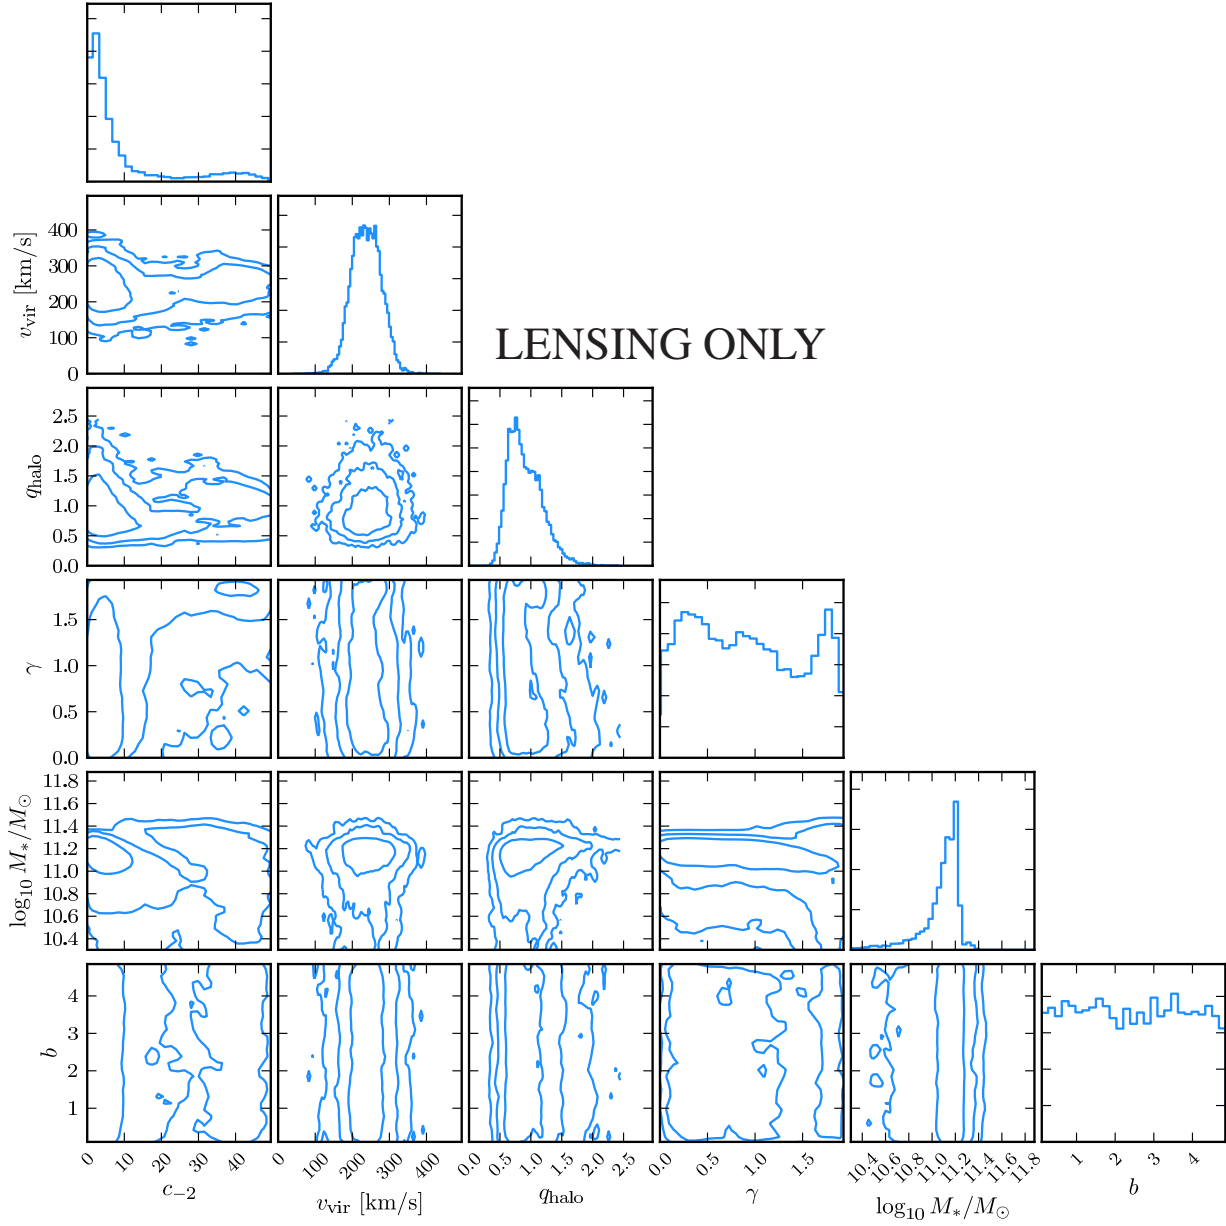 400
300
200
100
0
v_vir [km/s]
LENSING ONLY
2.5
2.0
1.5
1.0
0.5
0.0
q_halo
1.5
1.0
0.5
0.0
γ
11.8
11.6
11.4
11.2
11.0
10.8
10.6
10.4
log₁₀ M_*/M_⊙
4
3
2
1
b
0 10 20 30 40
c₋₂
0 100 200 300 400
v_vir [km/s]
0.0 0.5 1.0 1.5 2.0 2.5
q_halo
0.0 0.5 1.0 1.5
γ
10.4 10.6 10.8 11.0 11.2 11.4 11.6 11.8
log₁₀ M_*/M_⊙
1 2 3 4
b